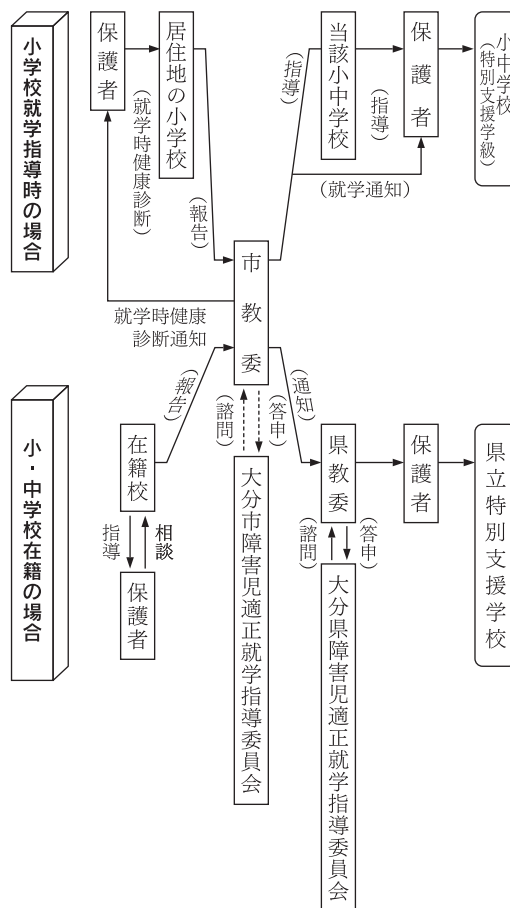 小学校就学指導時の場合
保護者
(就学時健康診断)
居住地の小学校
(報告)
市教委
就学時健康
診断通知
(指導)
当該小中学校
(指導)
保護者
(就学通知)
小中学校
(特別支援学級)
小・中学校在籍の場合
在籍校
指導
相談
保護者
(報告)
(諮問)
(答申)
大分市障害児適正就学指導委員会
(通知)
県教委
(諮問)
(答申)
大分県障害児適正就学指導委員会
保護者
県立特別支援学校